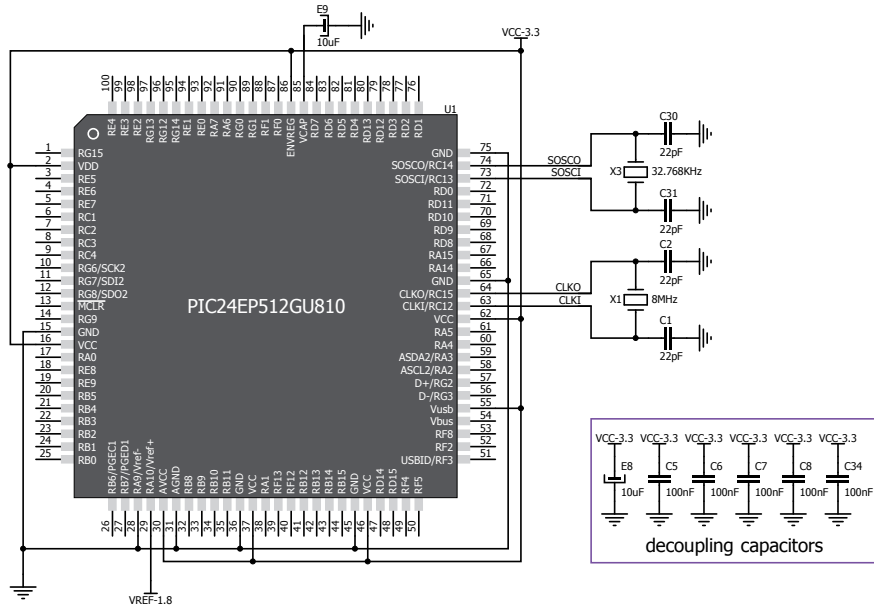 E9
10uF
VCC-3.3
100 99 98 97 96 95 94 93 92 91 90 89 88 87 86 85 84 83 82 81 80 79 78 77 76
U1
RE4 RE3 RE2 RG13 RG12 RG14 RE1 RE0 RA7 RA6 RG0 RG1 RF1 RF0 ENVREG VCAP RD7 RD6 RD5 RD4 RD13 RD12 RD3 RD2 RD1
1 RG15
2 VDD
3 RE5
4 RE6
5 RE7
6 RC1
7 RC2
8 RC3
9 RC4
10 RG6/SCK2
11 RG7/SDI2
12 RG8/SDO2
13 MCLR
14 RG9
15 GND
16 VCC
17 RA0
18 RE8
19 RE9
20 RB5
21 RB4
22 RB3
23 RB2
24 RB1
25 RB0
PIC24EP512GU810
GND 75
SOSCO/RC14 74
SOSCI/RC13 73
RD0 72
RD11 71
RD10 70
RD9 69
RD8 68
RA15 67
RA14 66
GND 65
CLKO/RC15 64
CLKI/RC12 63
VCC 62
RA5 61
RA4 60
ASDA2/RA3 59
ASCL2/RA2 58
D+/RG2 57
D-/RG3 56
Vusb 55
Vbus 54
RF8 53
RF2 52
USBID/RF3 51
RB6/PGEC1 RB7/PGED1 RA9/Vref- RA10/Vref+ AVCC AGND RB8 RB9 RB10 RB11 GND VCC RA1 RF13 RF12 RB12 RB13 RB14 RB15 GND VCC RD14 RD15 RF4 RF5
26 27 28 29 30 31 32 33 34 35 36 37 38 39 40 41 42 43 44 45 46 47 48 49 50
VREF-1.8
SOSCO
SOSCI
C30
22pF
X3 32.768KHz
C31
22pF
CLKO
CLKI
C2
22pF
X1 8MHz
C1
22pF
VCC-3.3 VCC-3.3 VCC-3.3 VCC-3.3 VCC-3.3 VCC-3.3
E8 C5 C6 C7 C8 C34
10uF 100nF 100nF 100nF 100nF 100nF
decoupling capacitors